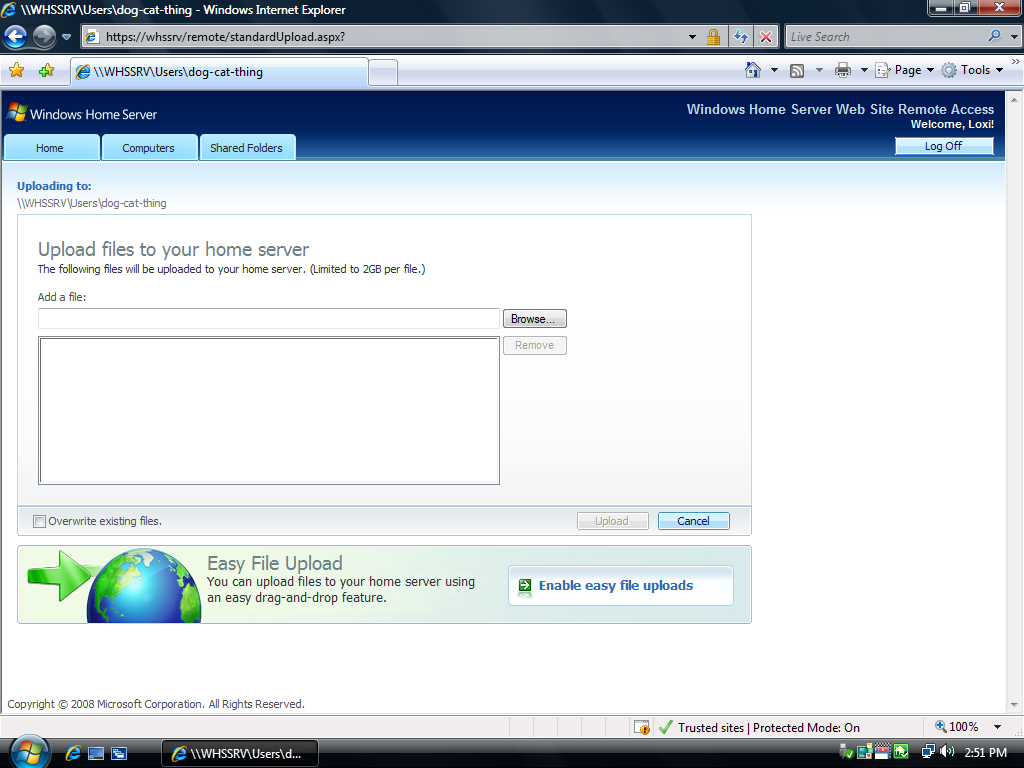 \\WHSSRV\Users\dog-cat-thing - Windows Internet Explorer
https://whssrv/remote/standardUpload.aspx?
Live Search
\\WHSSRV\Users\dog-cat-thing
Page
Tools
Windows Home Server
Windows Home Server Web Site Remote Access
Welcome, Loxi!
Home
Computers
Shared Folders
Log Off
Uploading to:
\\WHSSRV\Users\dog-cat-thing
Upload files to your home server
The following files will be uploaded to your home server. (Limited to 2GB per file.)
Add a file:
Browse...
Remove
Overwrite existing files.
Upload
Cancel
Easy File Upload
You can upload files to your home server using
an easy drag-and-drop feature.
Enable easy file uploads
Copyright © 2008 Microsoft Corporation. All Rights Reserved.
Trusted sites | Protected Mode: On
100%
\\WHSSRV\Users\d...
2:51 PM